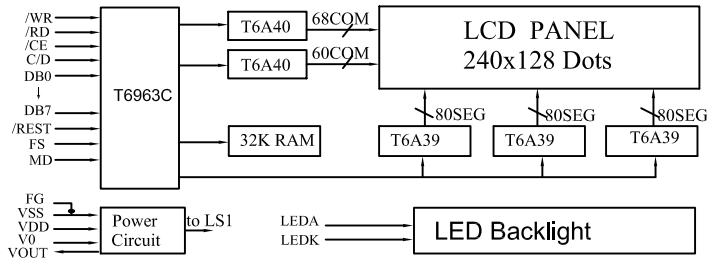 /WR
/RD
/CE
C/D
DB0
DB7
/REST
FS
MD
T6963C
T6A40
68COM
T6A40
60COM
32K RAM
LCD PANEL
240x128 Dots
80SEG
80SEG
80SEG
T6A39
T6A39
T6A39
FG
VSS
VDD
V0
VOUT
Power
Circuit
to LS1
LEDA
LEDK
LED Backlight